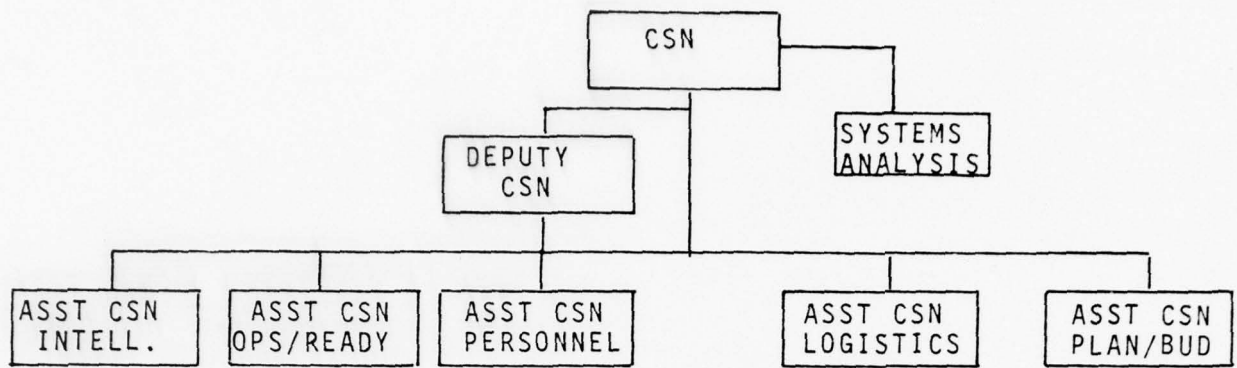 CSN
SYSTEMS
ANALYSIS
DEPUTY
CSN
ASST CSN
INTELL.
ASST CSN
OPS/READY
ASST CSN
PERSONNEL
ASST CSN
LOGISTICS
ASST CSN
PLAN/BUD